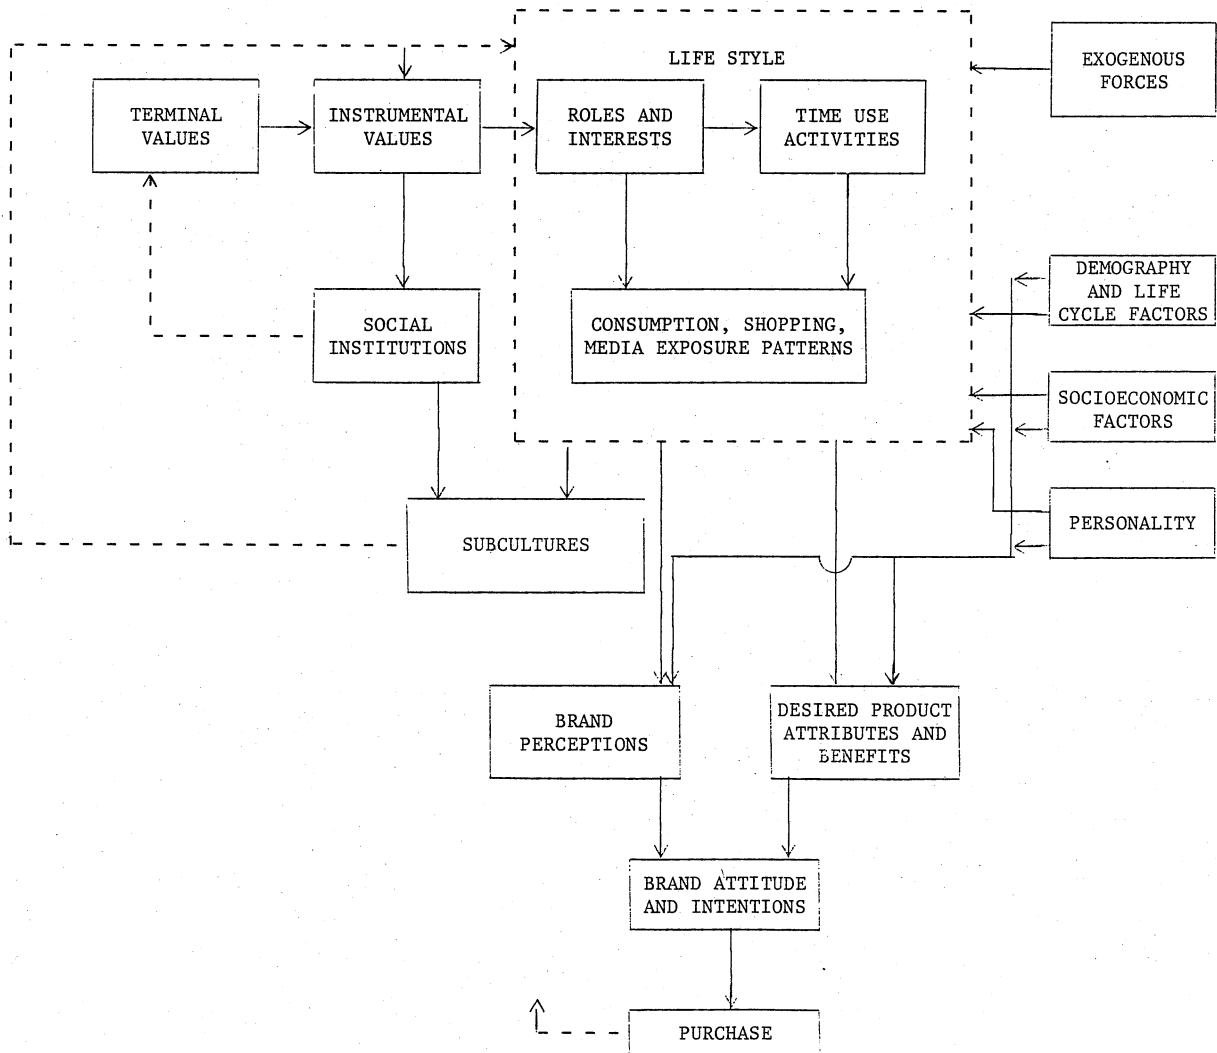 LIFE STYLE
EXOGENOUS
FORCES
TERMINAL
VALUES
INSTRUMENTAL
VALUES
ROLES AND
INTERESTS
TIME USE
ACTIVITIES
DEMOGRAPHY
AND LIFE
CYCLE FACTORS
SOCIAL
INSTITUTIONS
CONSUMPTION, SHOPPING,
MEDIA EXPOSURE PATTERNS
SOCIOECONOMIC
FACTORS
PERSONALITY
SUBCULTURES
BRAND
PERCEPTIONS
DESIRED PRODUCT
ATTRIBUTES AND
BENEFITS
BRAND ATTITUDE
AND INTENTIONS
PURCHASE